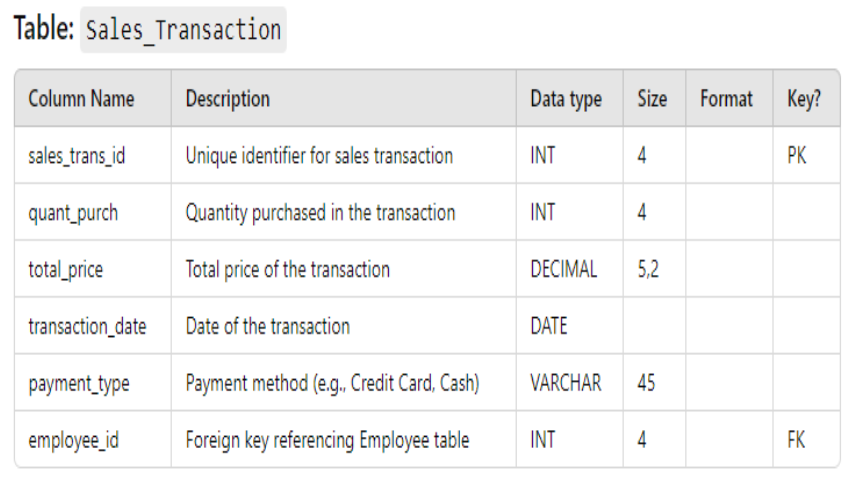 Table: Sales_Transaction
Column Name Description Data type Size Format Key?
sales_trans_id Unique identifier for sales transaction INT 4 PK
quant_purch Quantity purchased in the transaction INT 4
total_price Total price of the transaction DECIMAL 5,2
transaction_date Date of the transaction DATE
payment_type Payment method (e.g., Credit Card, Cash) VARCHAR 45
employee_id Foreign key referencing Employee table INT 4 FK